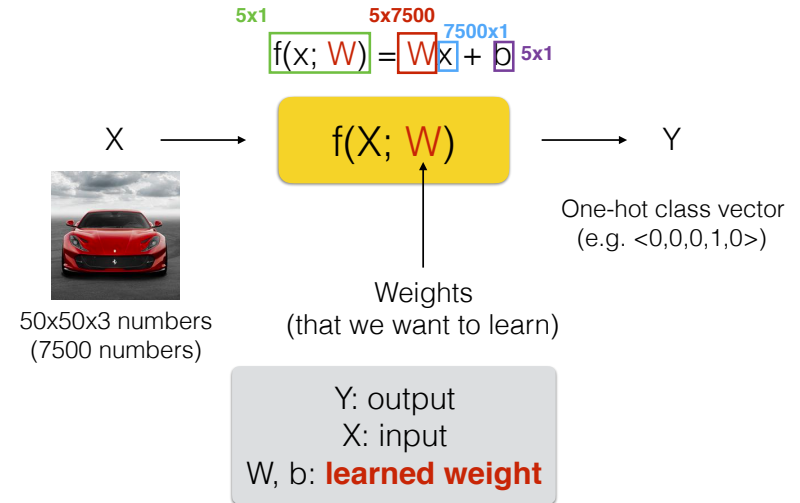 5x1
5x7500
7500x1
f(x; W) = Wx + b
5x1
X
f(X; W)
Y
One-hot class vector
(e.g. <0,0,0,1,0>)
Weights
(that we want to learn)
50x50x3 numbers
(7500 numbers)
Y: output
X: input
W, b: learned weight